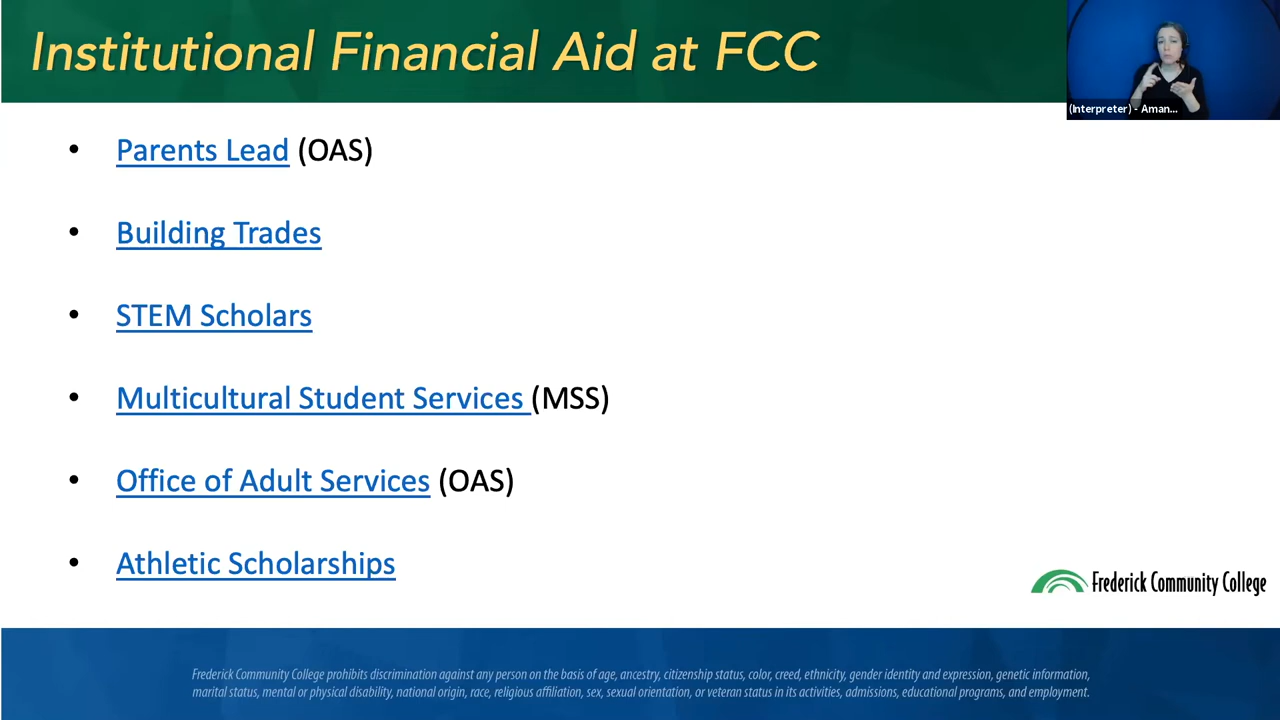 Institutional Financial Aid at FCC
(Interpreter) - Aman...
• Parents Lead (OAS)
• Building Trades
• STEM Scholars
• Multicultural Student Services (MSS)
• Office of Adult Services (OAS)
• Athletic Scholarships
Frederick Community College
Frederick Community College prohibits discrimination against any person on the basis of age, ancestry, citizenship status, color, creed, ethnicity, gender identity and expression, genetic information,
marital status, mental or physical disability, national origin, race, religious affiliation, sex, sexual orientation, or veteran status in its activities, admissions, educational programs, and employment.